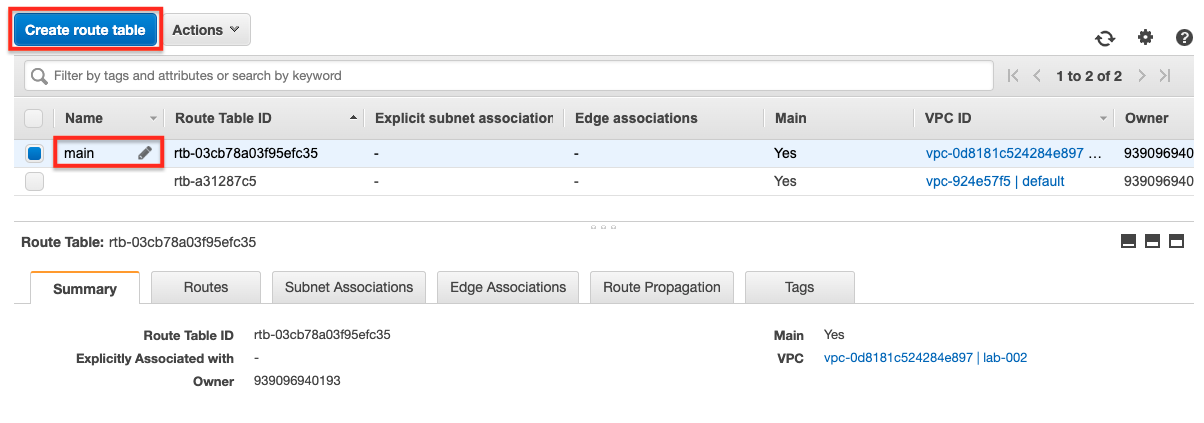 Create route table Actions
Filter by tags and attributes or search by keyword 1 to 2 of 2
Name Route Table ID Explicit subnet association Edge associations Main VPC ID Owner
main rtb-03cb78a03f95efc35 - - Yes vpc-0d8181c524284e897 ... 939096940
rtb-a31287c5 - - Yes vpc-924e57f5 | default 939096940
Route Table: rtb-03cb78a03f95efc35
Summary Routes Subnet Associations Edge Associations Route Propagation Tags
Route Table ID rtb-03cb78a03f95efc35 Main Yes
Explicitly Associated with - VPC vpc-0d8181c524284e897 | lab-002
Owner 939096940193